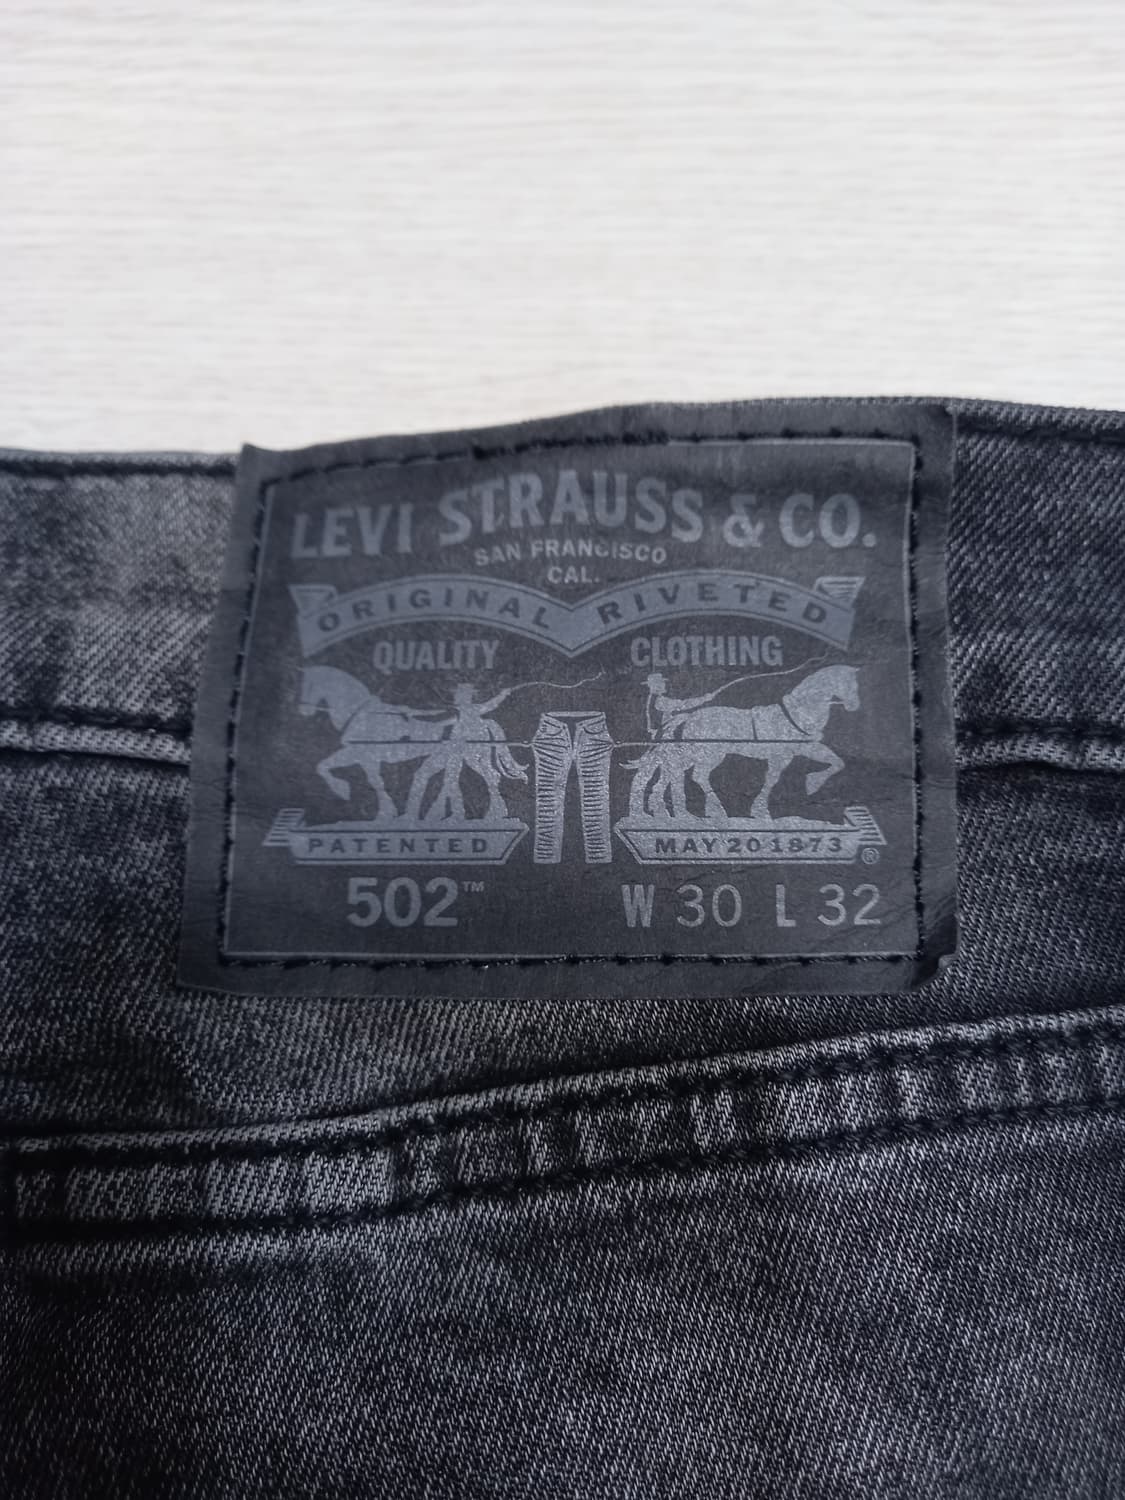 LEVI STRAUSS & CO.
SAN FRANCISCO
CAL.
ORIGINAL RIVETED
QUALITY CLOTHING
PATENTED MAY 20 1873 ®
502™ W 30 L 32